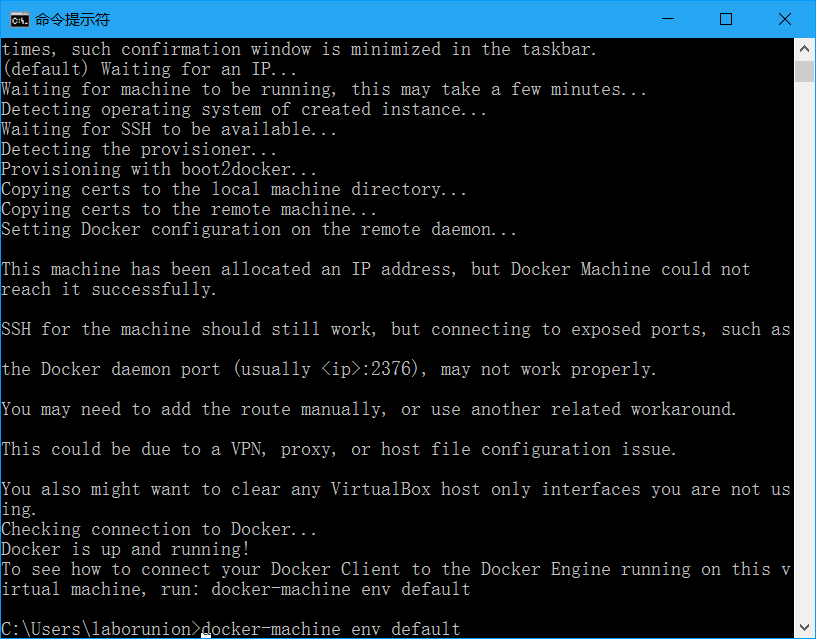 命令提示符
times, such confirmation window is minimized in the taskbar.
(default) Waiting for an IP...
Waiting for machine to be running, this may take a few minutes...
Detecting operating system of created instance...
Waiting for SSH to be available...
Detecting the provisioner...
Provisioning with boot2docker...
Copying certs to the local machine directory...
Copying certs to the remote machine...
Setting Docker configuration on the remote daemon...
This machine has been allocated an IP address, but Docker Machine could not
reach it successfully.
SSH for the machine should still work, but connecting to exposed ports, such as
the Docker daemon port (usually <ip>:2376), may not work properly.
You may need to add the route manually, or use another related workaround.
This could be due to a VPN, proxy, or host file configuration issue.
You also might want to clear any VirtualBox host only interfaces you are not us
ing.
Checking connection to Docker...
Docker is up and running!
To see how to connect your Docker Client to the Docker Engine running on this v
irtual machine, run: docker-machine env default
C:\Users\laborunion>docker-machine env default